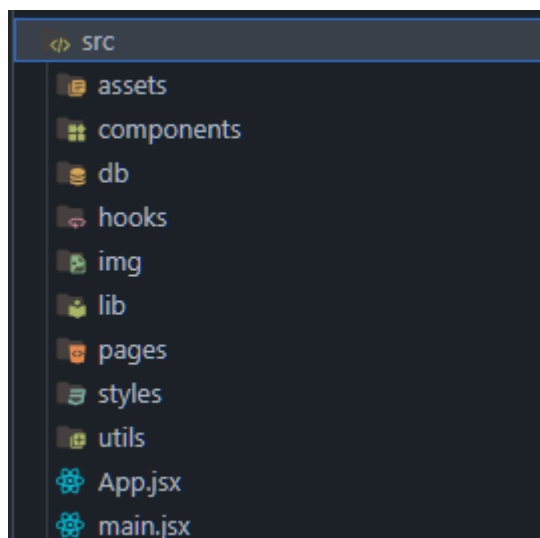 src
assets
components
db
hooks
img
lib
pages
styles
utils
App.jsx
main.jsx